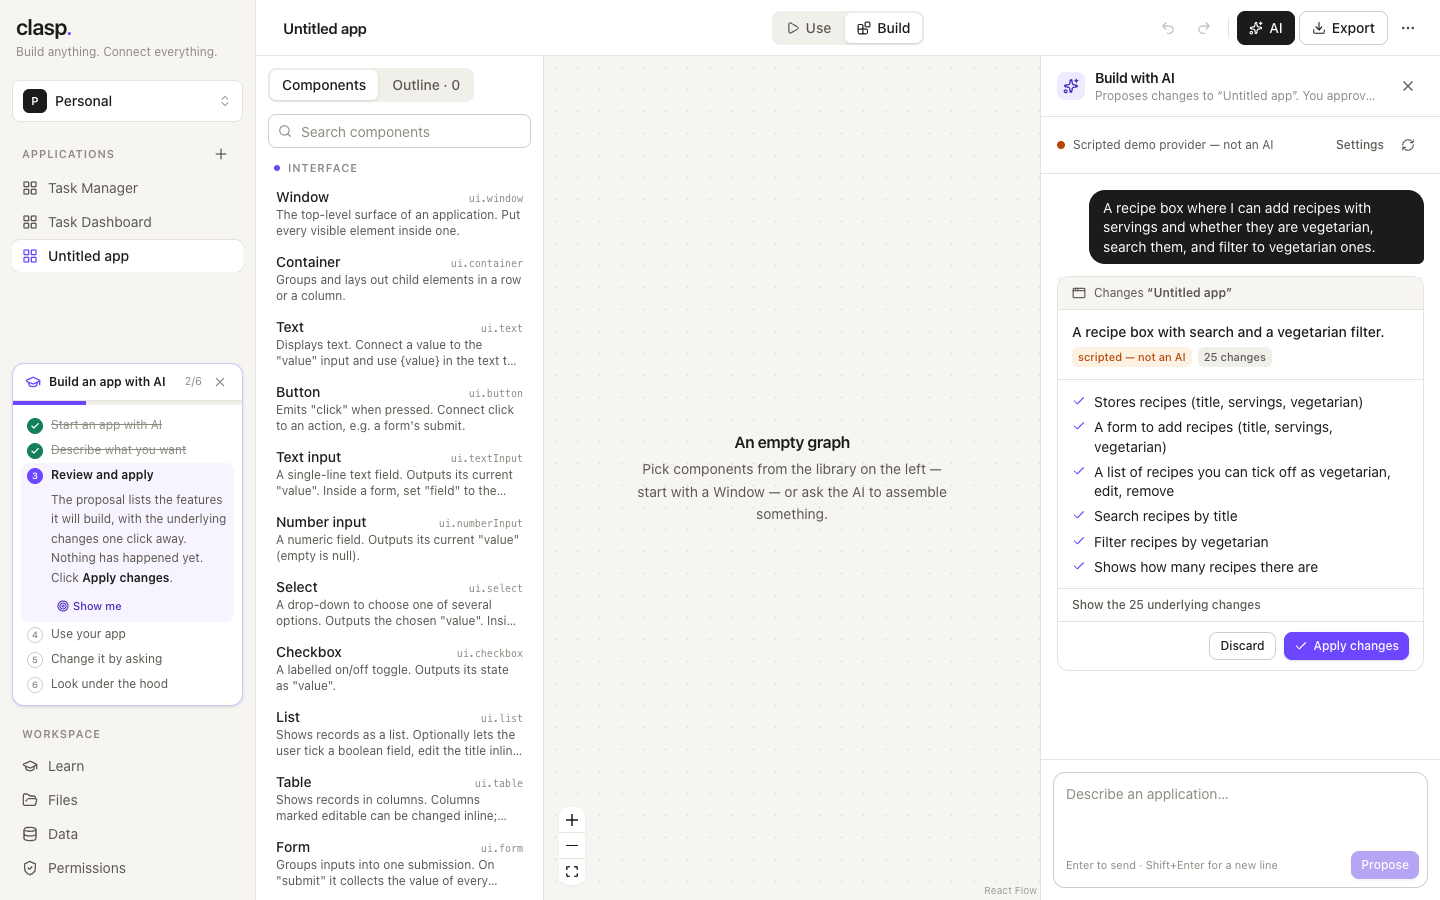 clasp.
Build anything. Connect everything.
P Personal
APPLICATIONS
Task Manager
Task Dashboard
Untitled app
Build an app with AI 2/6
Start an app with AI
Describe what you want
3 Review and apply
The proposal lists the features
it will build, with the underlying
changes one click away.
Nothing has happened yet.
Click Apply changes.
Show me
4 Use your app
5 Change it by asking
6 Look under the hood
WORKSPACE
Learn
Files
Data
Permissions
Untitled app
Use
Build
AI
Export
Components
Outline · 0
Search components
INTERFACE
Window ui.window
The top-level surface of an application. Put
every visible element inside one.
Container ui.container
Groups and lays out child elements in a row
or a column.
Text ui.text
Displays text. Connect a value to the
"value" input and use {value} in the text t...
Button ui.button
Emits "click" when pressed. Connect click
to an action, e.g. a form's submit.
Text input ui.textInput
A single-line text field. Outputs its current
"value". Inside a form, set "field" to the...
Number input ui.numberInput
A numeric field. Outputs its current "value"
(empty is null).
Select ui.select
A drop-down to choose one of several
options. Outputs the chosen "value". Insi...
Checkbox ui.checkbox
A labelled on/off toggle. Outputs its state
as "value".
List ui.list
Shows records as a list. Optionally lets the
user tick a boolean field, edit the title inlin...
Table ui.table
Shows records in columns. Columns
marked editable can be changed inline;...
Form ui.form
Groups inputs into one submission. On
"submit" it collects the value of every...
An empty graph
Pick components from the library on the left —
start with a Window — or ask the AI to assemble
something.
React Flow
Build with AI
Proposes changes to “Untitled app”. You approv...
Scripted demo provider — not an AI
Settings
A recipe box where I can add recipes with
servings and whether they are vegetarian,
search them, and filter to vegetarian ones.
Changes “Untitled app”
A recipe box with search and a vegetarian filter.
scripted — not an AI 25 changes
Stores recipes (title, servings, vegetarian)
A form to add recipes (title, servings,
vegetarian)
A list of recipes you can tick off as vegetarian,
edit, remove
Search recipes by title
Filter recipes by vegetarian
Shows how many recipes there are
Show the 25 underlying changes
Discard
Apply changes
Describe an application...
Enter to send · Shift+Enter for a new line
Propose